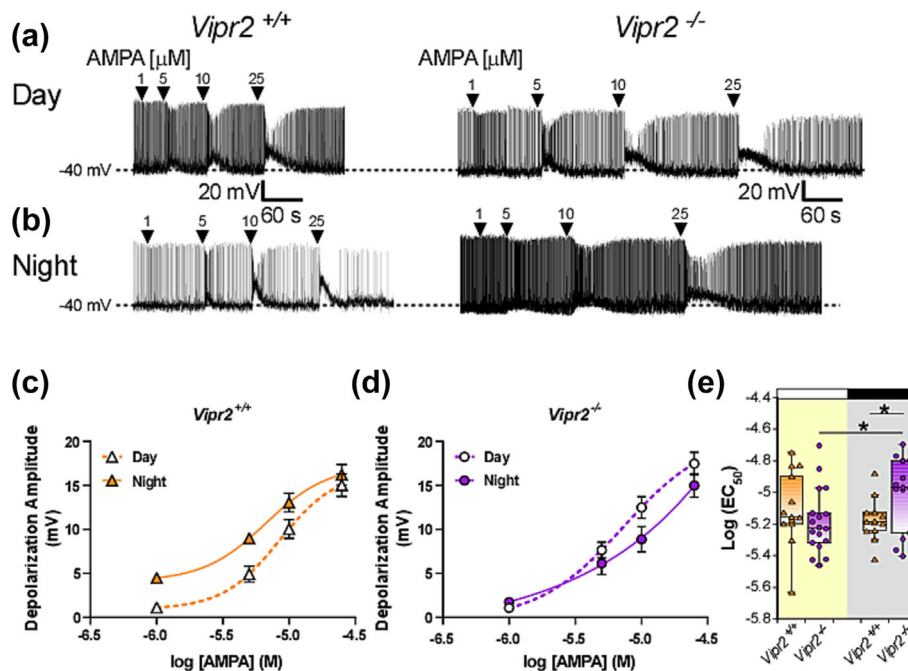 (a)
Vipr2 +/+
Vipr2 -/-
AMPA [μM]
AMPA [μM]
Day
1 5 10 25
1 5 10 25
-40 mV
20 mV
60 s
20 mV
60 s
(b)
Night
1 5 10 25
1 5 10 25
-40 mV
(c)
Vipr2+/+
Depolarization Amplitude
(mV)
20
15
10
5
0
Day
Night
-6.5 -6.0 -5.5 -5.0 -4.5
log [AMPA] (M)
(d)
Vipr2-/-
Depolarization Amplitude
(mV)
20
15
10
5
0
Day
Night
-6.5 -6.0 -5.5 -5.0 -4.5
log [AMPA] (M)
(e)
Log (EC50)
-4.4
-4.6
-4.8
-5
-5.2
-5.4
-5.6
-5.8
*
*
Vipr2+/+
Vipr2-/-
Vipr2+/+